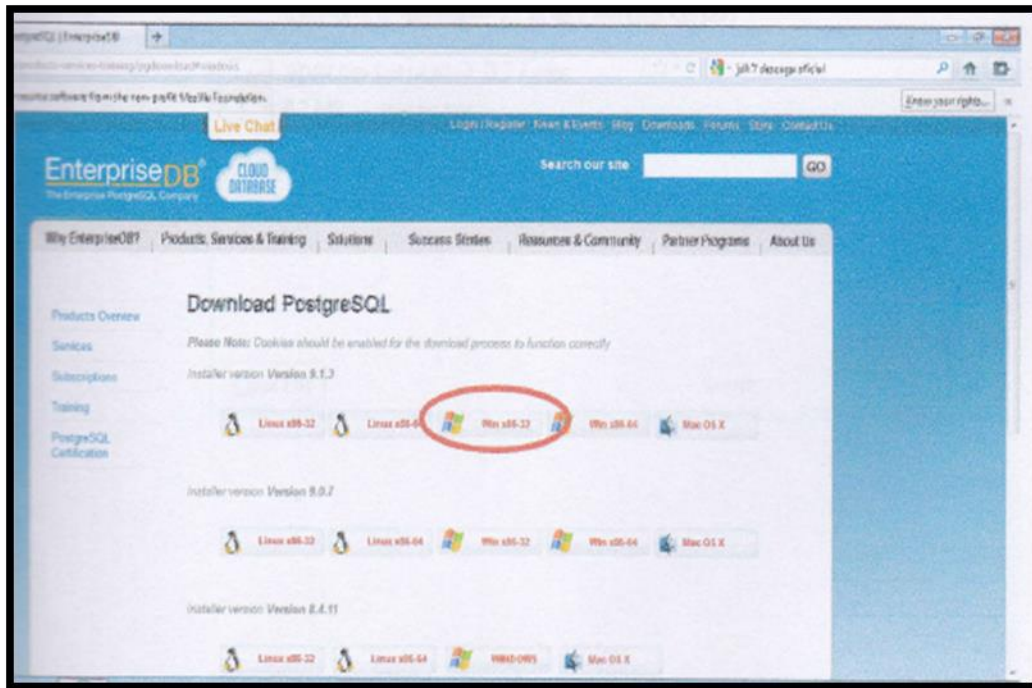 Live Chat
Login Register News & Events Blog Downloads Forums Store Contact Us
EnterpriseDB
CLOUD
DATABASE
The Enterprise PostgreSQL Company
Search our site
GO
Why EnterpriseDB?
Products, Services & Training
Solutions
Success Stories
Resources & Community
Partner Programs
About Us
Products Overview
Services
Subscriptions
Training
PostgreSQL
Certification
Download PostgreSQL
Please Note: Cookies should be enabled for the download process to function correctly
Installer version Version 9.1.3
Linux x86-32
Linux x86-6
Win x86-32
Win x86-64
Mac OS X
Installer version Version 9.0.7
Linux x86-32
Linux x86-64
Win x86-32
Win x86-64
Mac OS X
Installer version Version 8.4.11
Linux x86-32
Linux x86-64
WINDOWS
Mac OS X